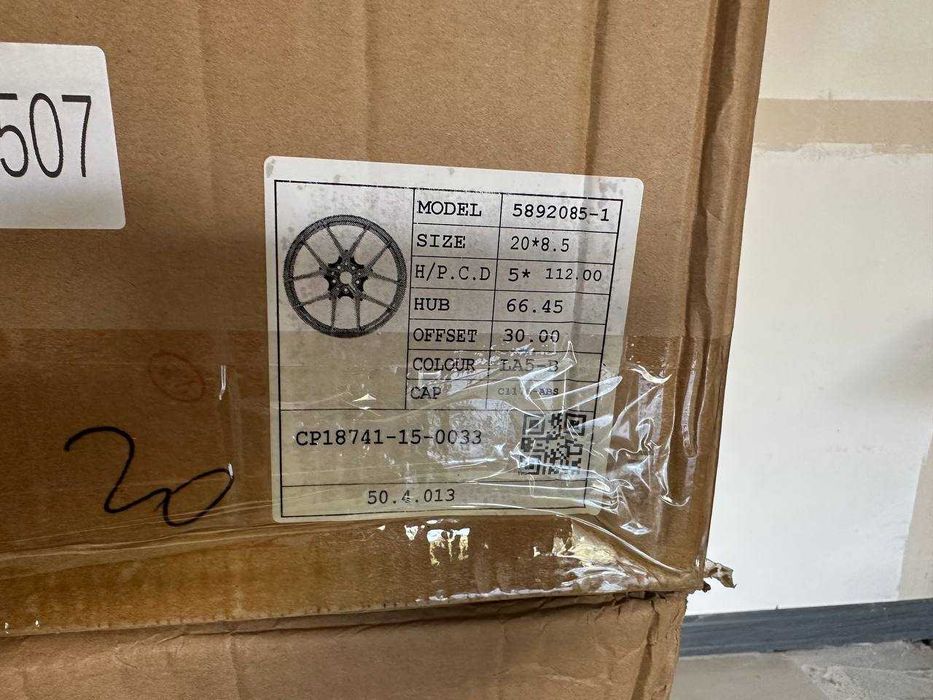 507
MODEL 5892085-1
SIZE 20*8.5
H/P.C.D 5* 112.00
HUB 66.45
OFFSET 30.00
COLOUR LA5-B
CAP
CP18741-15-0033
50.4.013
20